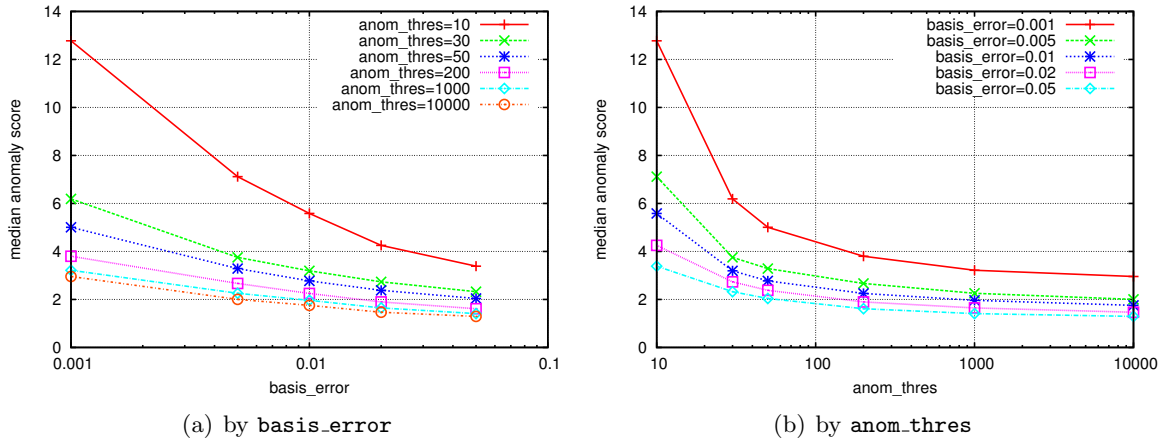 14
12
10
8
6
4
2
0
median anomaly score
anom_thres=10
anom_thres=30
anom_thres=50
anom_thres=200
anom_thres=1000
anom_thres=10000
0.001 0.01 0.1
basis_error
(a) by basis_error
14
12
10
8
6
4
2
0
median anomaly score
basis_error=0.001
basis_error=0.005
basis_error=0.01
basis_error=0.02
basis_error=0.05
10 100 1000 10000
anom_thres
(b) by anom_thres